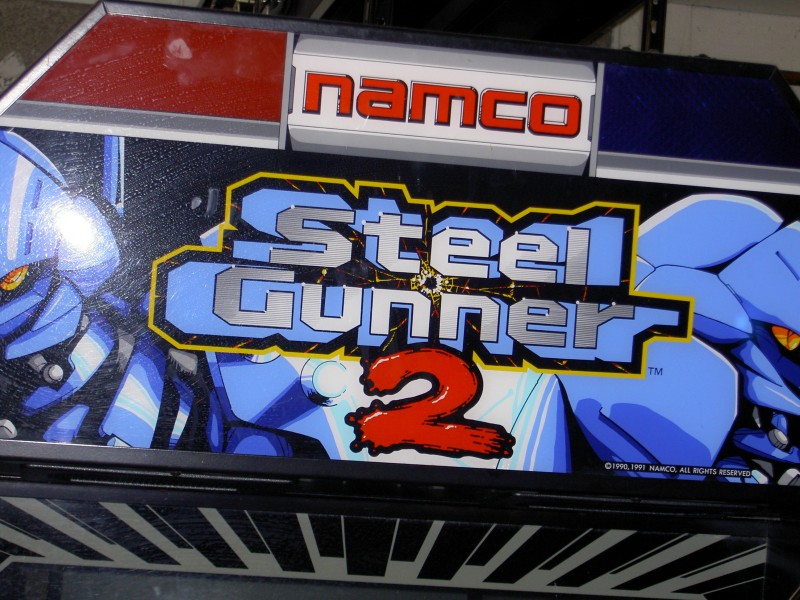 namco
Steel
Gunner
2
TM
©1990, 1991 NAMCO, ALL RIGHTS RESERVED